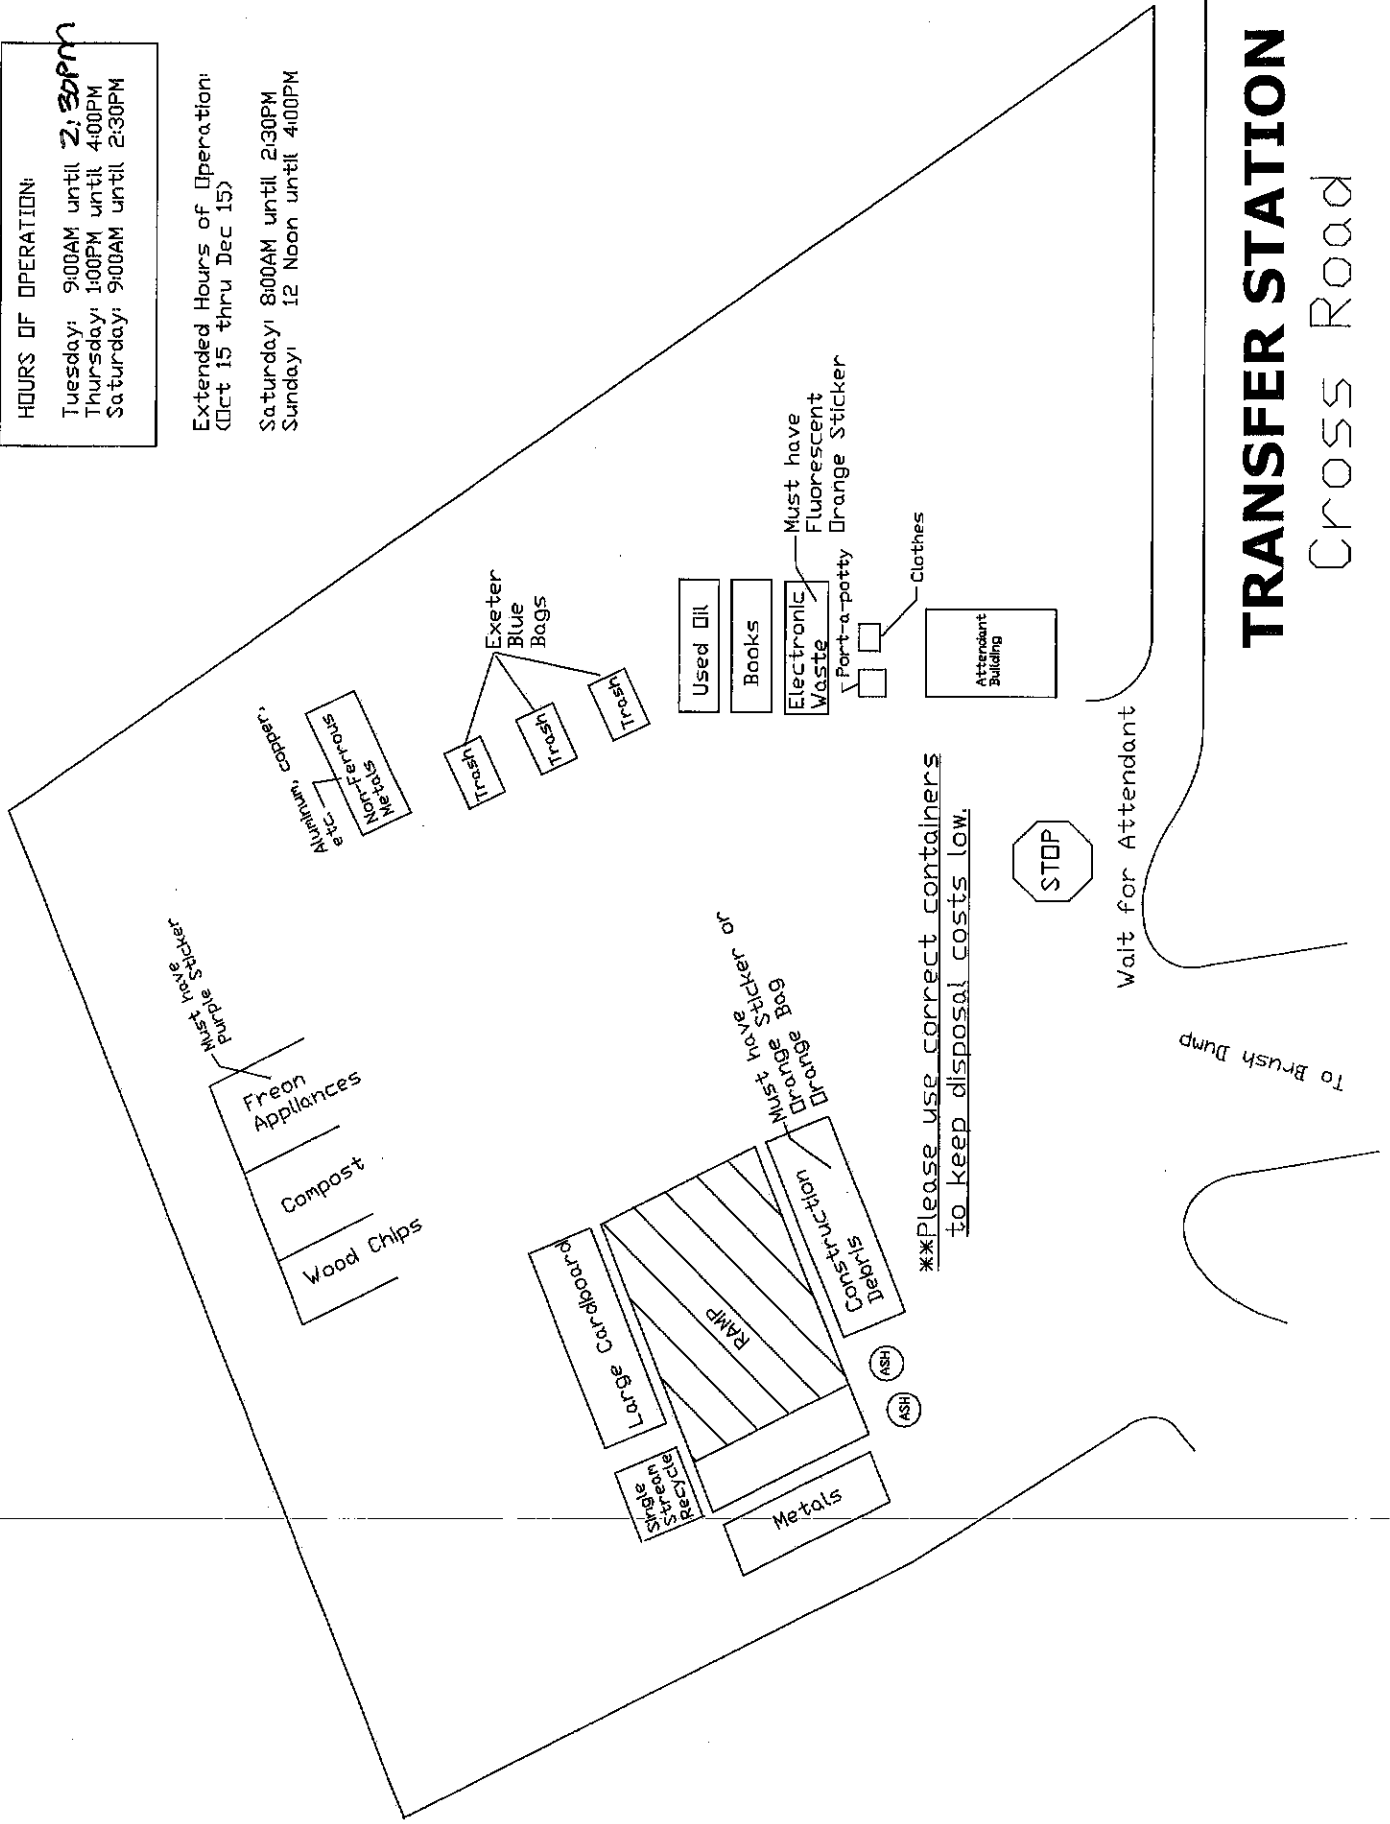 HOURS OF OPERATION:
Tuesday: 9:00AM until 2:30PM
Thursday: 1:00PM until 4:00PM
Saturday: 9:00AM until 2:30PM
Extended Hours of Operation:
(Oct 15 thru Dec 15)
Saturday: 8:00AM until 2:30PM
Sunday: 12 Noon until 4:00PM
Must have
Purple Sticker
Freon
Appliances
Compost
Wood Chips
Aluminum, copper,
etc.
Non-Ferrous
Metals
Exeter
Blue
Bags
Trash
Trash
Trash
Large Cardboard
Single
Stream
Recycle
RAMP
Metals
Used Oil
Books
Electronic
Waste
Must have
Fluorescent
Orange Sticker
Port-a-potty
Clothes
Attendant
Building
Must have
Orange Sticker or
Orange Bag
Construction
Debris
ASH
ASH
**Please use correct containers
to keep disposal costs low.
STOP
Wait for Attendant
To Brush Dump
TRANSFER STATION
Cross Road